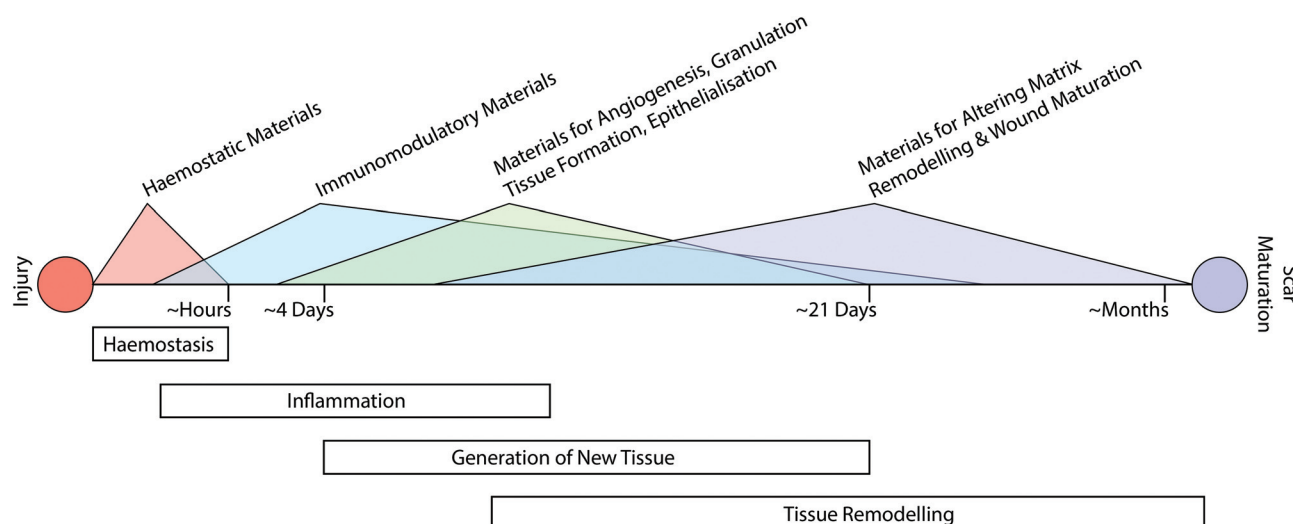 Haemostatic Materials
Immunomodulatory Materials
Materials for Angiogenesis, Granulation
Tissue Formation, Epithelialisation
Materials for Altering Matrix
Remodelling & Wound Maturation
Injury
~Hours
~4 Days
~21 Days
~Months
Scar
Maturation
Haemostasis
Inflammation
Generation of New Tissue
Tissue Remodelling